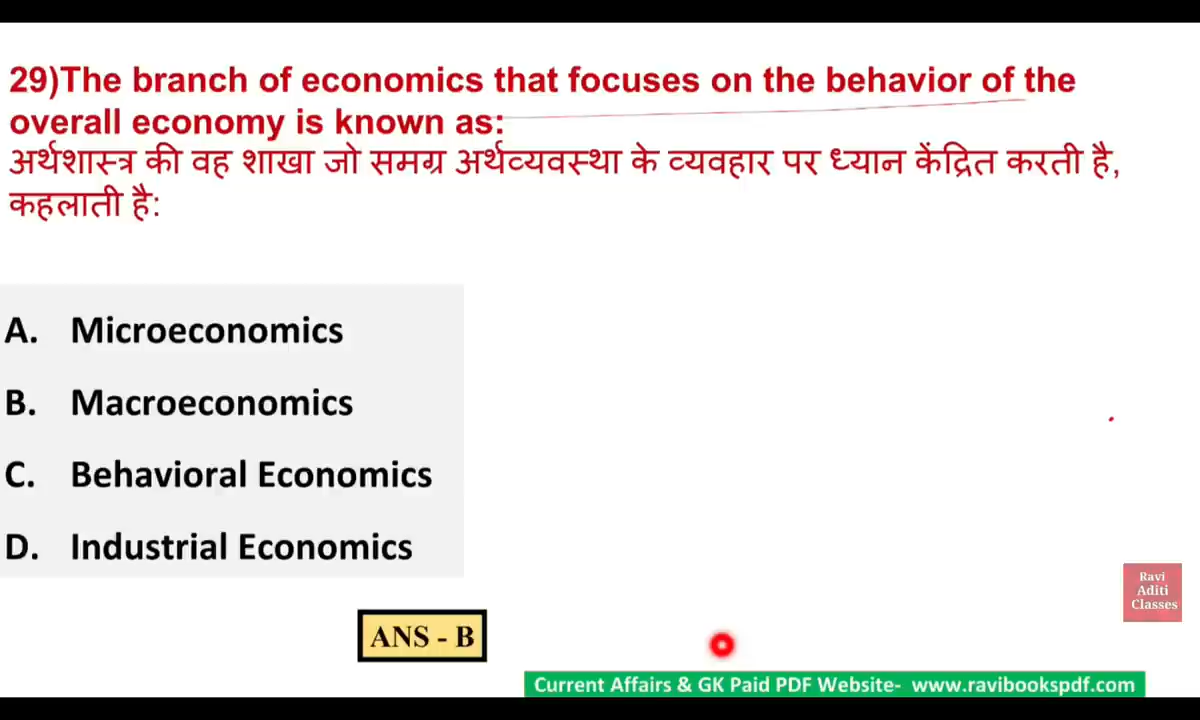 29)The branch of economics that focuses on the behavior of the
overall economy is known as:
अर्थशास्त्र की वह शाखा जो समग्र अर्थव्यवस्था के व्यवहार पर ध्यान केंद्रित करती है,
कहलाती है:
A. Microeconomics
B. Macroeconomics
C. Behavioral Economics
D. Industrial Economics
ANS - B
Ravi
Aditi
Classes
Current Affairs & GK Paid PDF Website- www.ravibookspdf.com